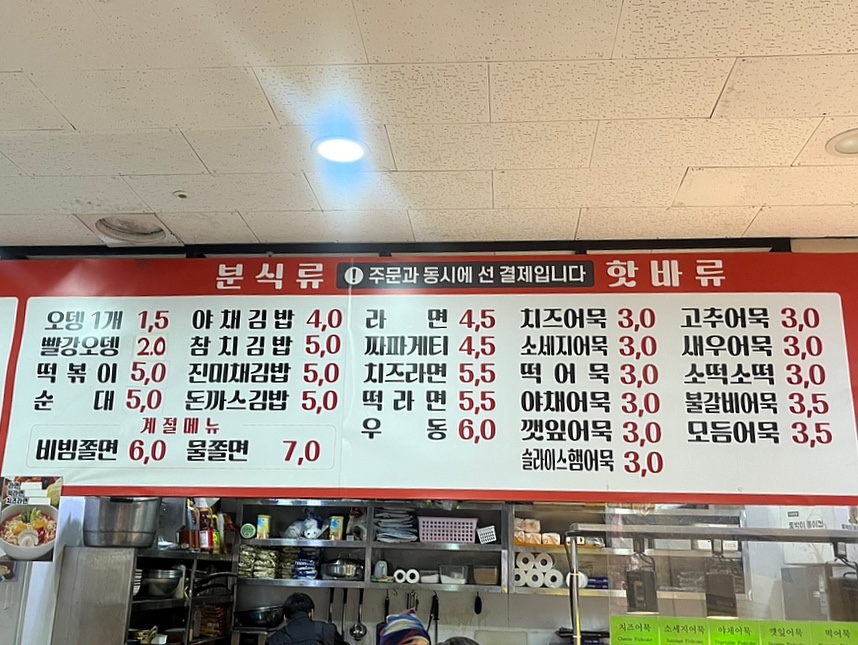 분식류 ! 주문과 동시에 선 결제입니다 핫바류
오뎅 1개 1,5
빨강오뎅 2.0
떡볶이 5,0
순대 5,0
야채김밥 4,0
참치김밥 5,0
진미채김밥 5,0
돈까스김밥 5,0
계절메뉴
비빔쫄면 6,0 물쫄면 7,0
라면 4,5
짜파게티 4,5
치즈라면 5,5
떡라면 5,5
우동 6,0
치즈어묵 3,0
소세지어묵 3,0
떡어묵 3,0
야채어묵 3,0
깻잎어묵 3,0
슬라이스햄어묵 3,0
고추어묵 3,0
새우어묵 3,0
소떡소떡 3,0
불갈비어묵 3,5
모듬어묵 3,5
라면
떡라면
치즈라면
치즈어묵 소세지어묵 야채어묵 깻잎어묵 떡어묵